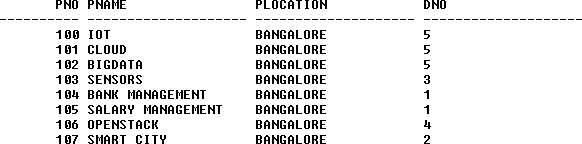 PNO PNAME PLOCATION DNO
---------- -------------------- -------------------- --------------------
100 IOT BANGALORE 5
101 CLOUD BANGALORE 5
102 BIGDATA BANGALORE 5
103 SENSORS BANGALORE 3
104 BANK MANAGEMENT BANGALORE 1
105 SALARY MANAGEMENT BANGALORE 1
106 OPENSTACK BANGALORE 4
107 SMART CITY BANGALORE 2